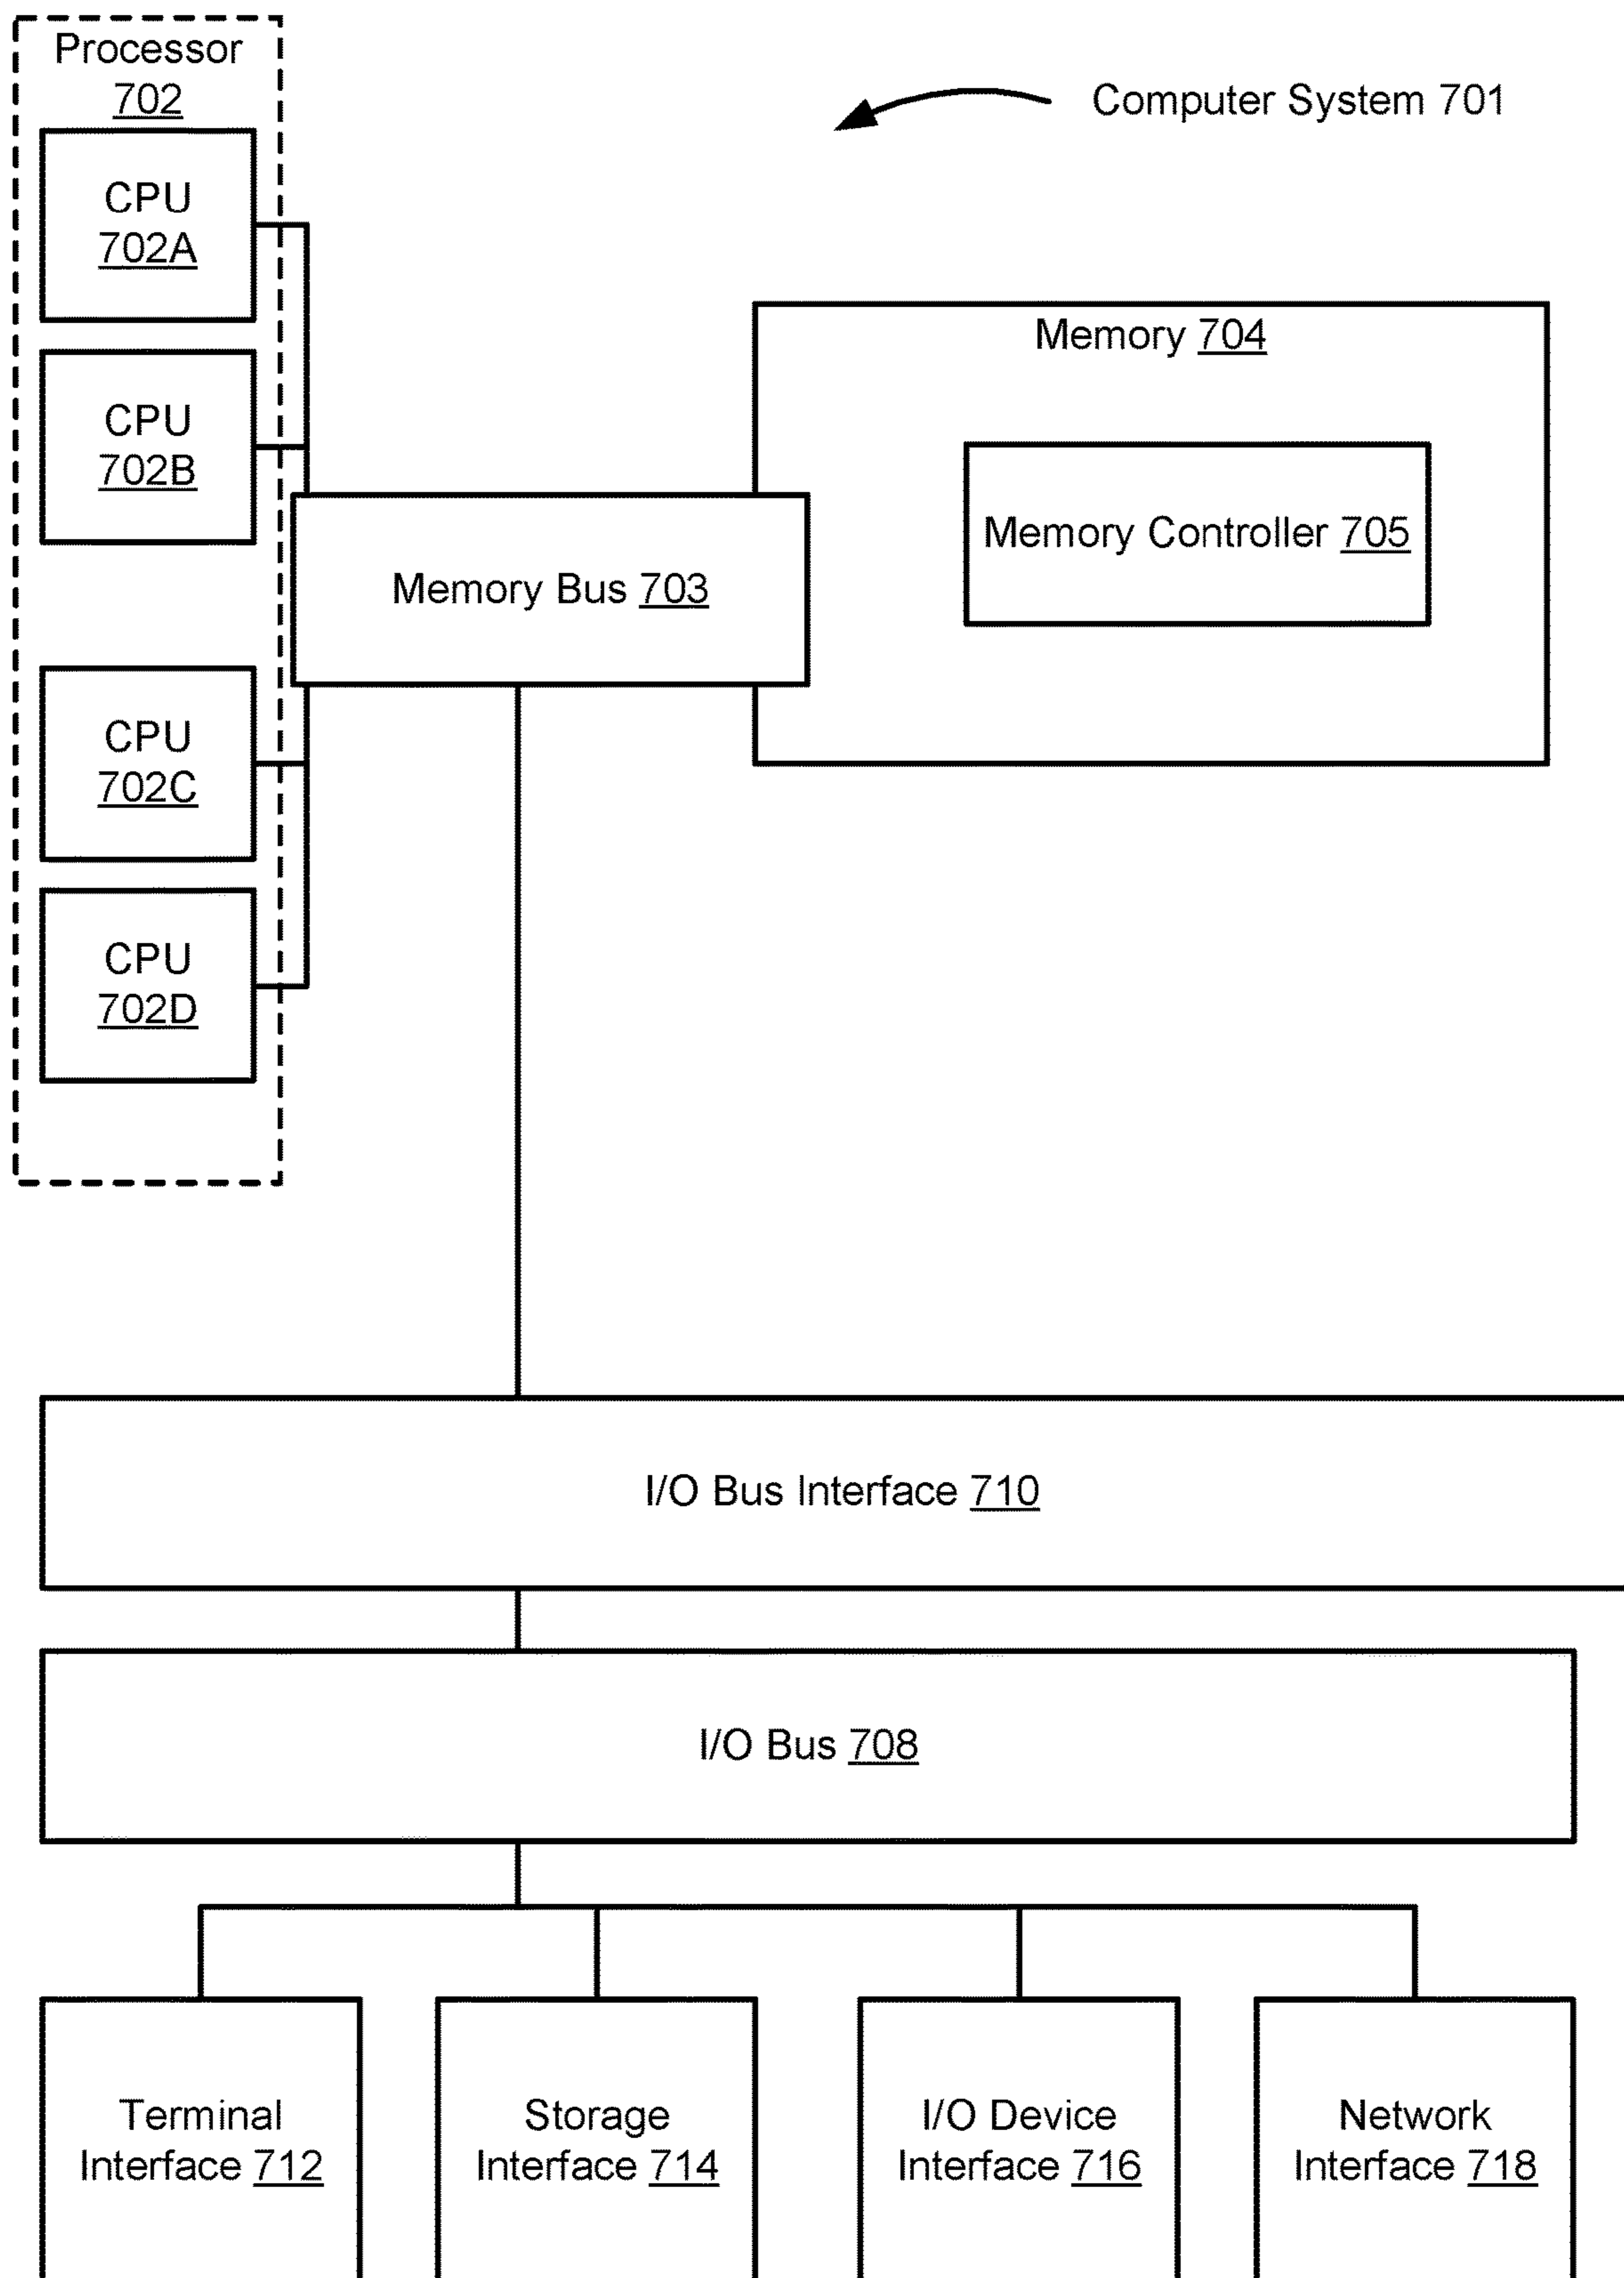 Processor
702
Computer System 701
CPU
702A
Memory 704
CPU
702B
Memory Controller 705
Memory Bus 703
CPU
702C
CPU
702D
I/O Bus Interface 710
I/O Bus 708
Terminal
Interface 712
Storage
Interface 714
I/O Device
Interface 716
Network
Interface 718